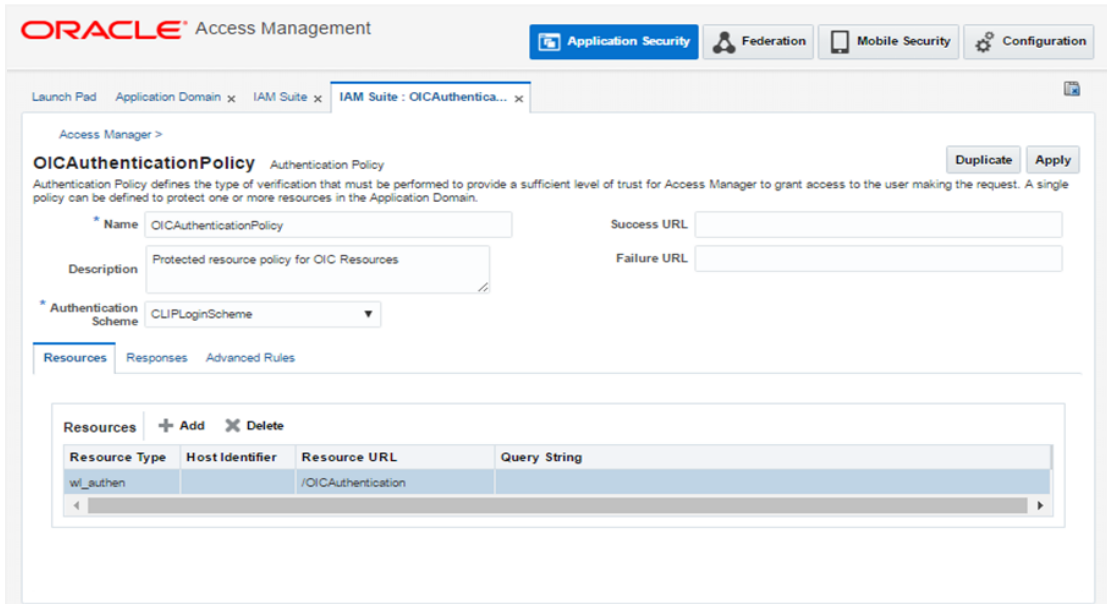 ORACLE® Access Management
Application Security Federation Mobile Security Configuration
Launch Pad Application Domain × IAM Suite × IAM Suite : OICAuthentica... ×
Access Manager >
OICAuthenticationPolicy Authentication Policy
Duplicate Apply
Authentication Policy defines the type of verification that must be performed to provide a sufficient level of trust for Access Manager to grant access to the user making the request. A single
policy can be defined to protect one or more resources in the Application Domain.
* Name OICAuthenticationPolicy
Success URL
Description Protected resource policy for OIC Resources
Failure URL
* Authentication
Scheme CLIPLoginScheme
Resources Responses Advanced Rules
Resources Add Delete
Resource Type Host Identifier Resource URL Query String
wl_authen /OICAuthentication